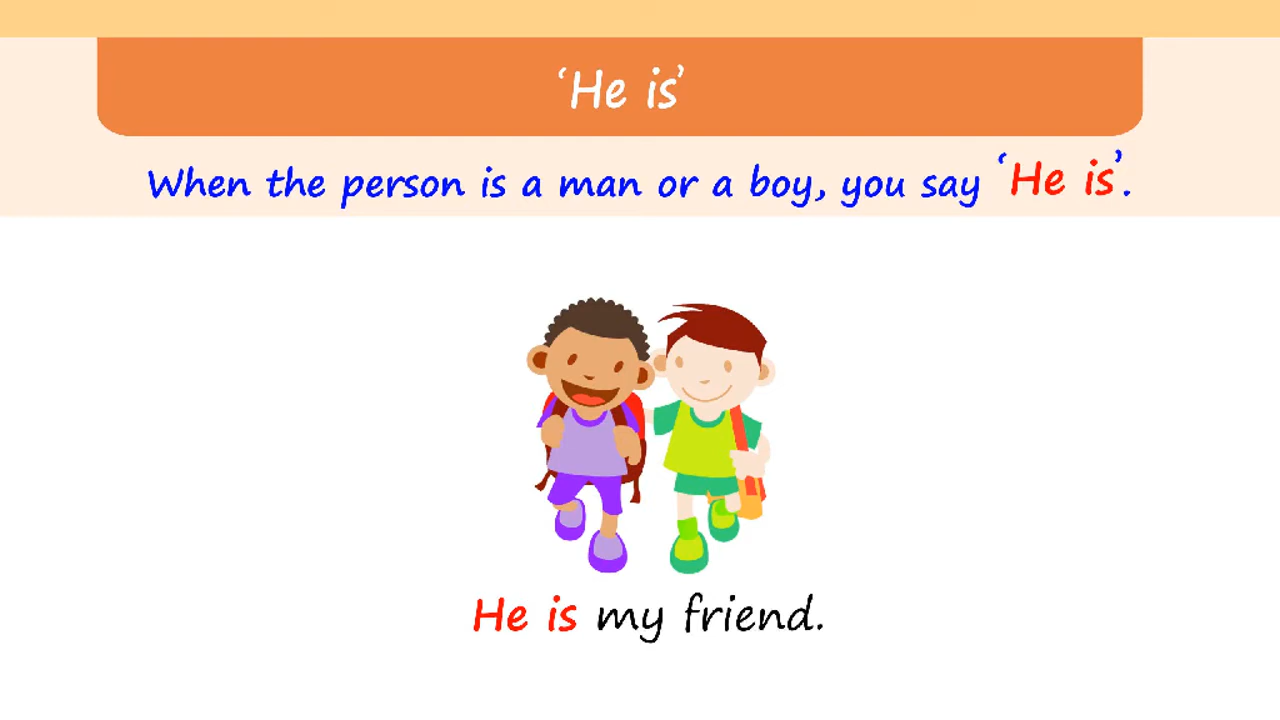 ‘He is’
When the person is a man or a boy, you say ‘He is’.
He is my friend.